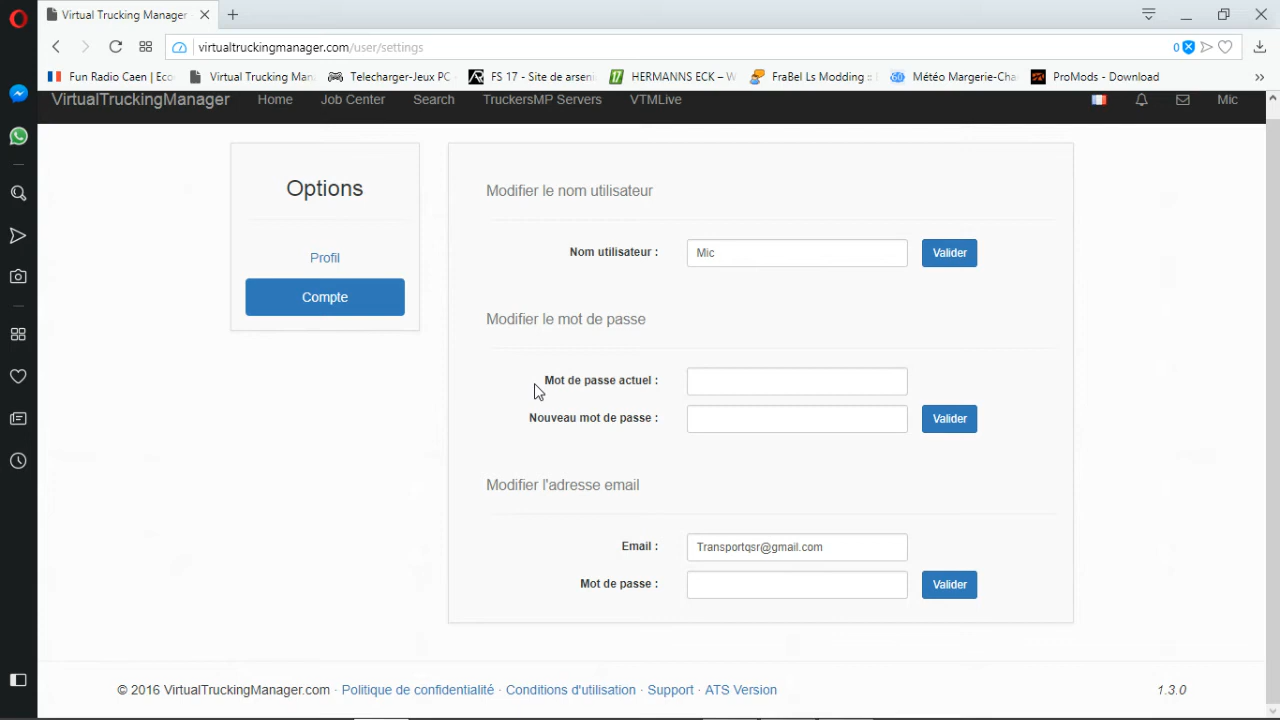 Virtual Trucking Manager
virtualtruckingmanager.com/user/settings
0
Fun Radio Caen | Eco
Virtual Trucking Man
Telecharger-Jeux PC
FS 17 - Site de arseni
17 HERMANNS ECK – W
FraBel Ls Modding ::
60 Météo Margerie-Cha
ProMods - Download
VirtualTruckingManager Home Job Center Search TruckersMP Servers VTMLive Mic
Options
Profil
Compte
Modifier le nom utilisateur
Nom utilisateur : Mic Valider
Modifier le mot de passe
Mot de passe actuel :
Nouveau mot de passe : Valider
Modifier l'adresse email
Email : Transportqsr@gmail.com
Mot de passe : Valider
© 2016 VirtualTruckingManager.com · Politique de confidentialité · Conditions d'utilisation · Support · ATS Version 1.3.0